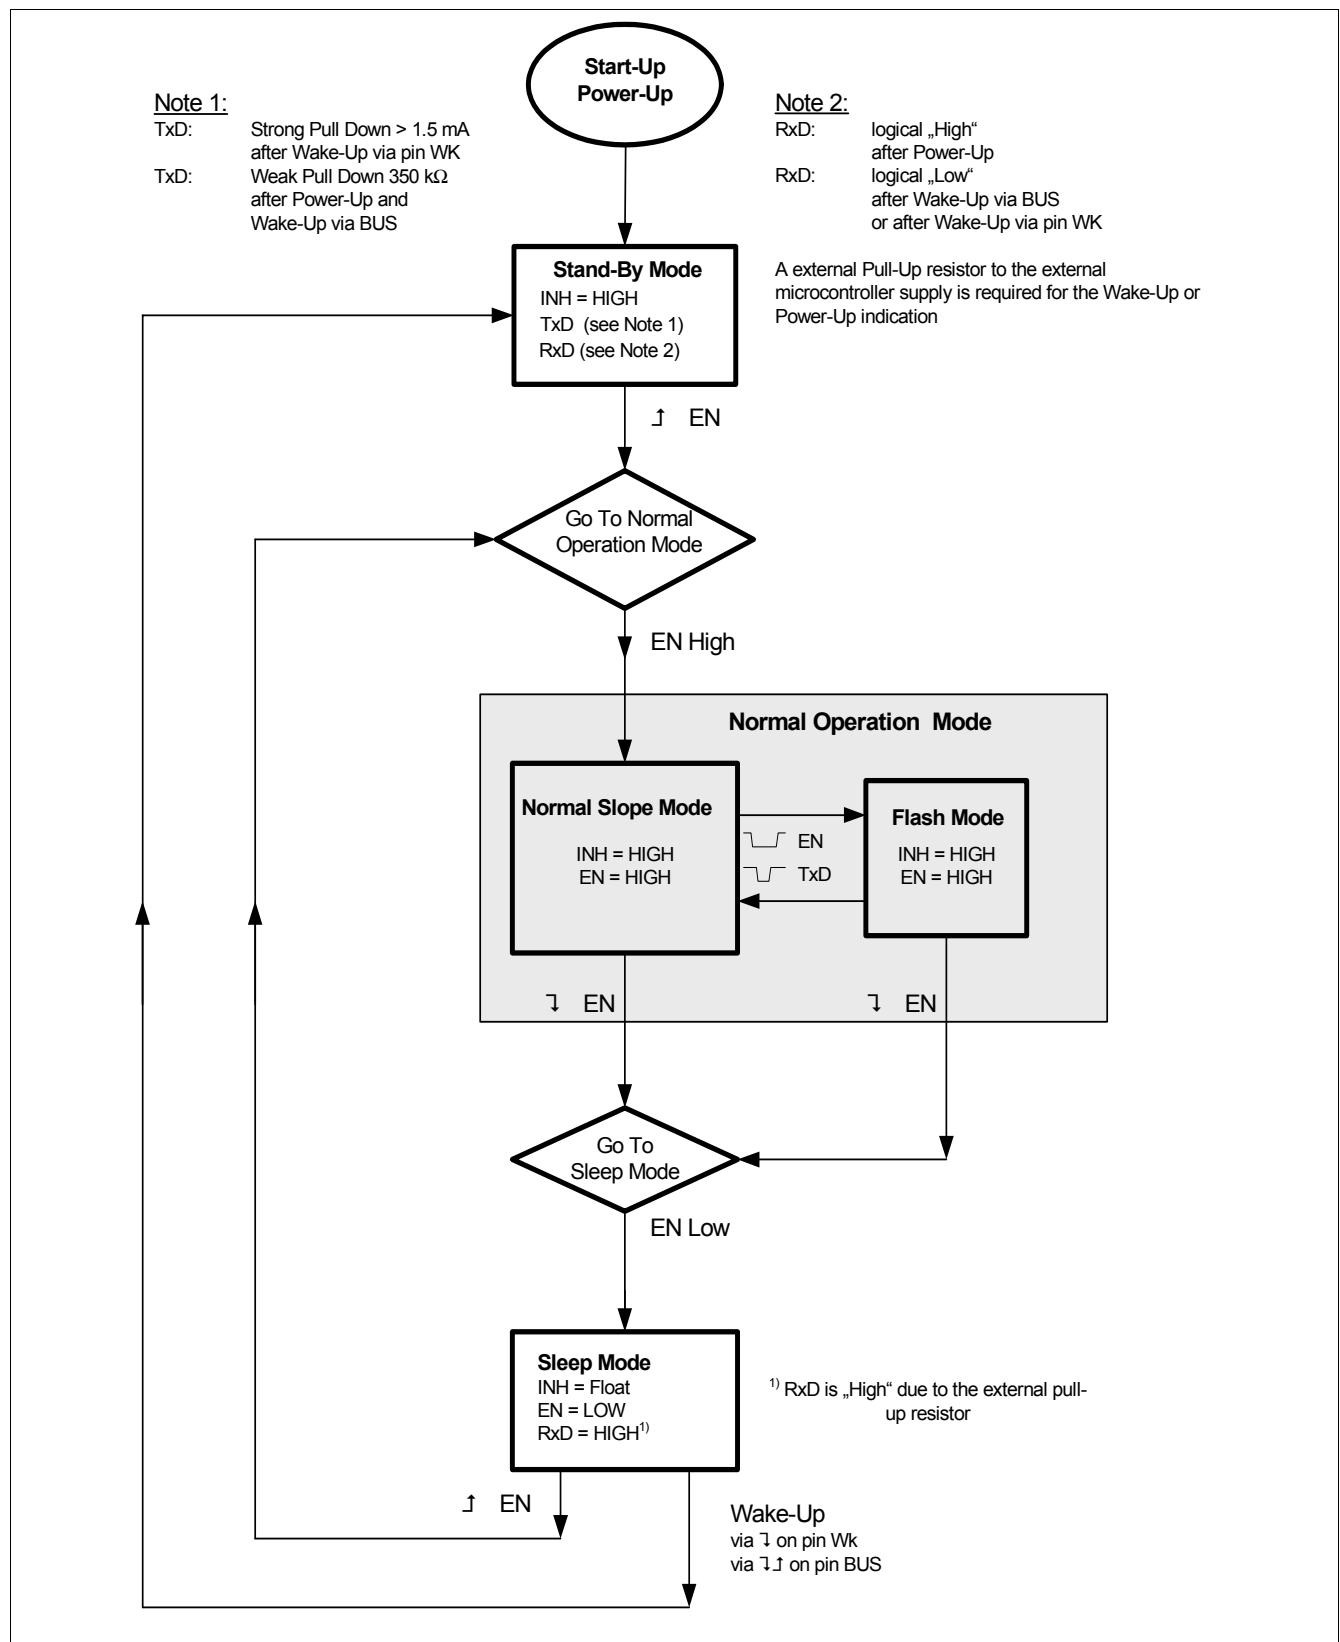 Start-Up
Power-Up
Note 1:
TxD: Strong Pull Down > 1.5 mA
after Wake-Up via pin WK
TxD: Weak Pull Down 350 kΩ
after Power-Up and
Wake-Up via BUS
Note 2:
RxD: logical „High“
after Power-Up
RxD: logical „Low“
after Wake-Up via BUS
or after Wake-Up via pin WK
A external Pull-Up resistor to the external
microcontroller supply is required for the Wake-Up or
Power-Up indication
Stand-By Mode
INH = HIGH
TxD (see Note 1)
RxD (see Note 2)
EN
Go To Normal
Operation Mode
EN High
Normal Operation Mode
Normal Slope Mode
INH = HIGH
EN = HIGH
EN
TxD
Flash Mode
INH = HIGH
EN = HIGH
EN
EN
Go To
Sleep Mode
EN Low
Sleep Mode
INH = Float
EN = LOW
RxD = HIGH1)
1) RxD is „High“ due to the external pull-
up resistor
EN
Wake-Up
via on pin Wk
via on pin BUS